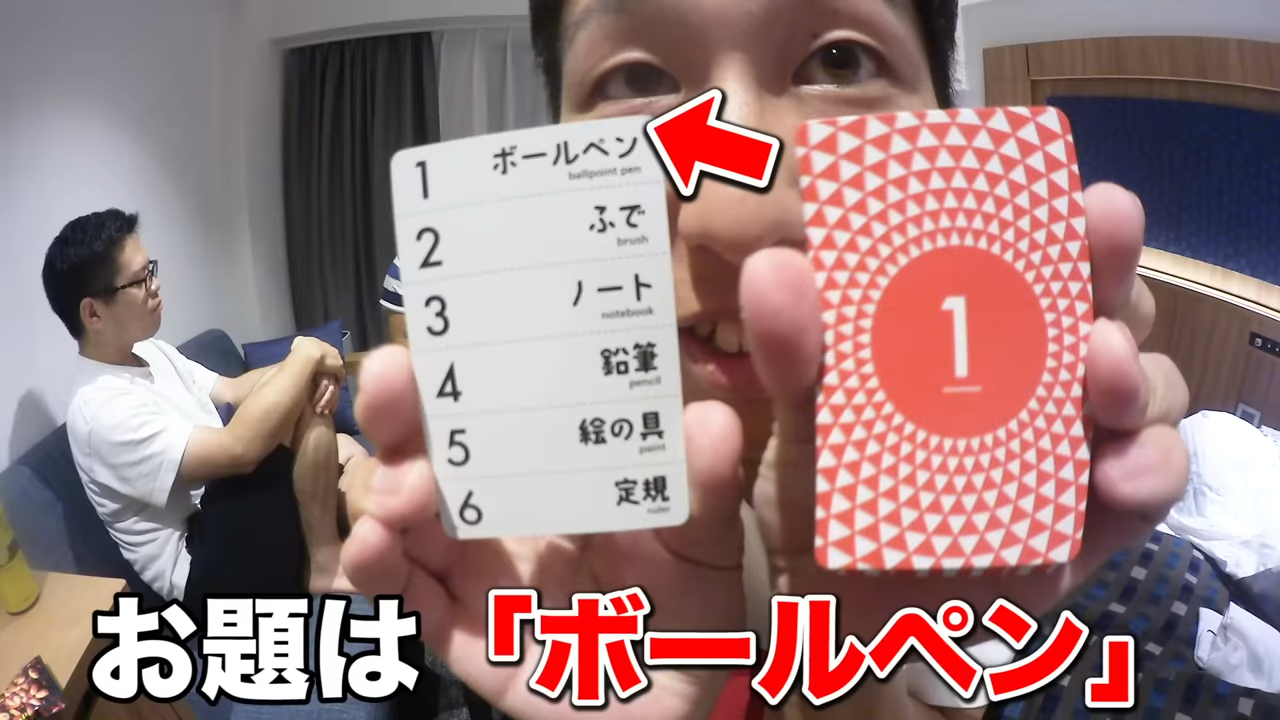 1 ボールペン
ballpoint pen
2 ふで
brush
3 ノート
notebook
4 鉛筆
pencil
5 絵の具
paint
6 定規
ruler
1
お題は「ボールペン」